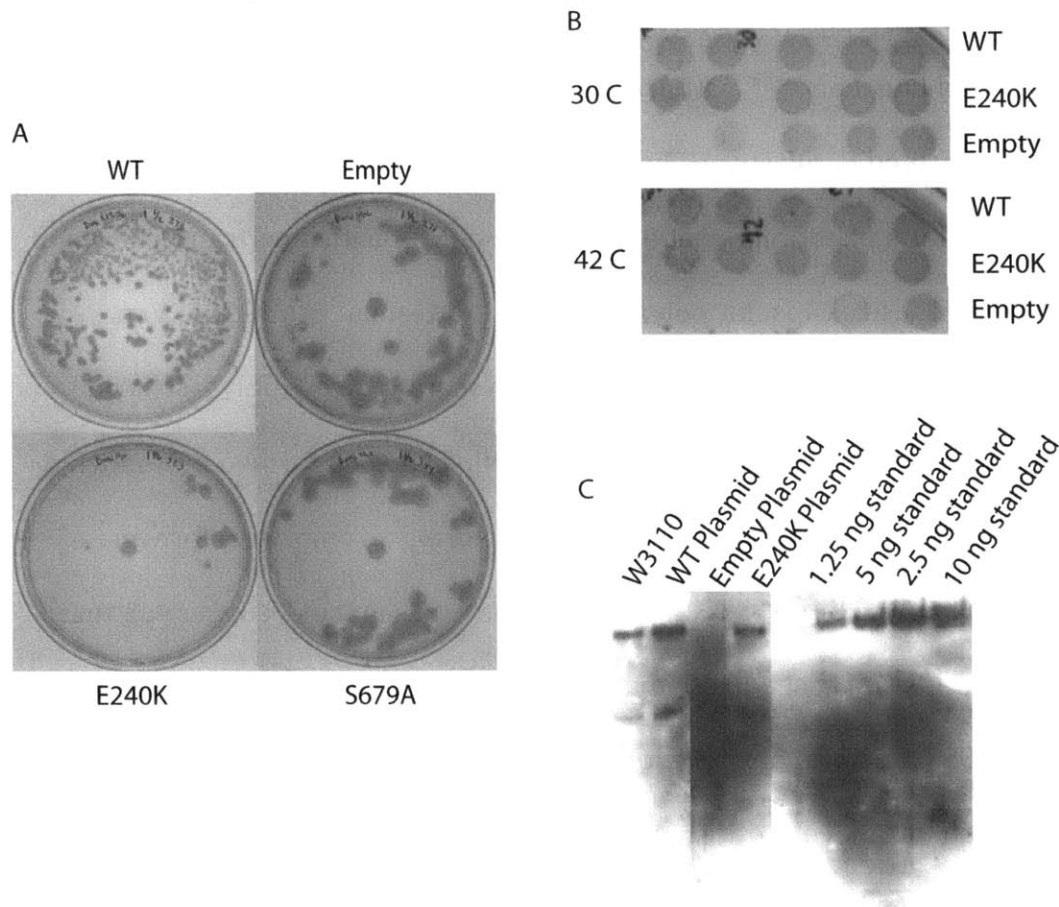 A
WT
Empty
E240K
S679A
B
30 C
WT
E240K
Empty
42 C
WT
E240K
Empty
42
C
W3110
WT Plasmid
Empty Plasmid
E240K Plasmid
1.25 ng standard
5 ng standard
2.5 ng standard
10 ng standard